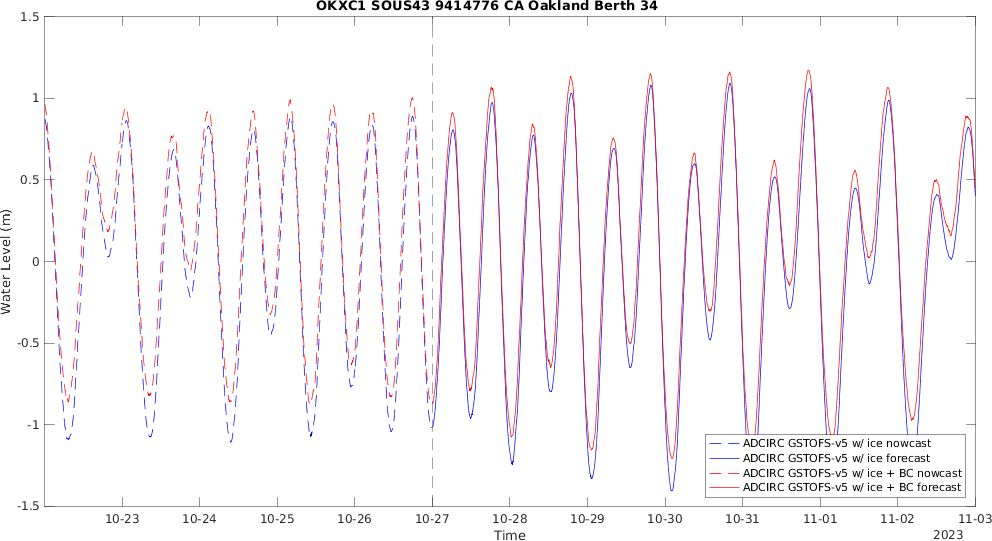 OKXC1 SOUS43 9414776 CA Oakland Berth 34
Water Level (m)
1.5
1
0.5
0
-0.5
-1
-1.5
10-23 10-24 10-25 10-26 10-27 10-28 10-29 10-30 10-31 11-01 11-02 11-03
Time
2023
ADCIRC GSTOFS-v5 w/ ice nowcast
ADCIRC GSTOFS-v5 w/ ice forecast
ADCIRC GSTOFS-v5 w/ ice + BC nowcast
ADCIRC GSTOFS-v5 w/ ice + BC forecast